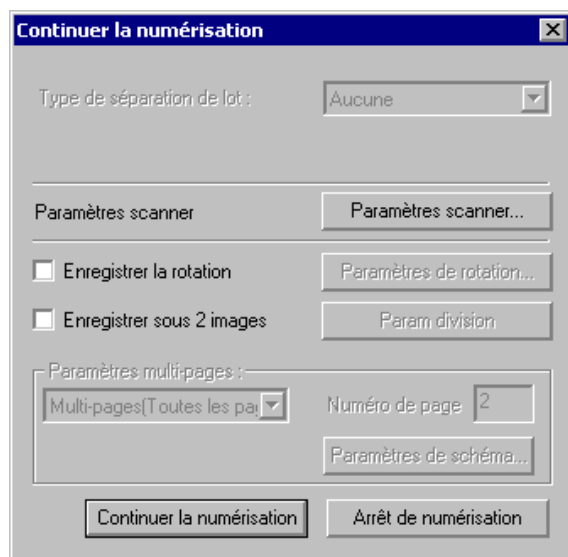 Continuer la numérisation
Type de séparation de lot : Aucune
Paramètres scanner Paramètres scanner...
Enregistrer la rotation Paramètres de rotation...
Enregistrer sous 2 images Param division
Paramètres multi-pages :
Multi-pages(Toutes les pa Numéro de page 2
Paramètres de schéma...
Continuer la numérisation Arrêt de numérisation